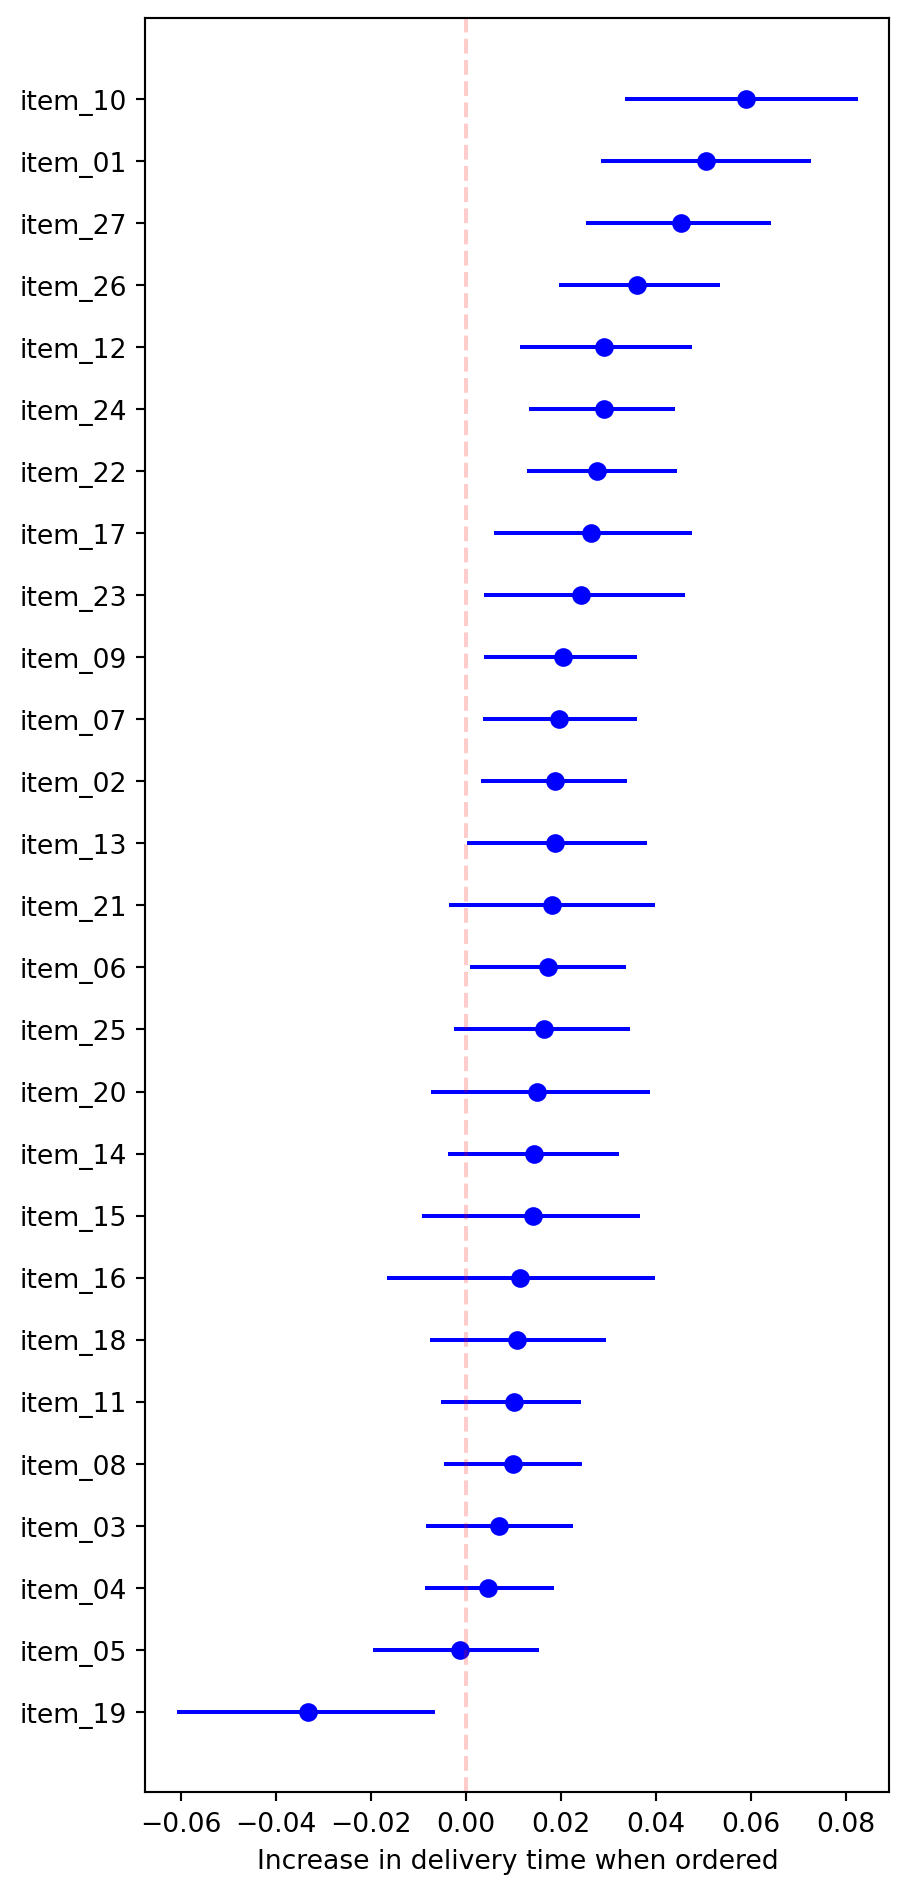 item_10
item_01
item_27
item_26
item_12
item_24
item_22
item_17
item_23
item_09
item_07
item_02
item_13
item_21
item_06
item_25
item_20
item_14
item_15
item_16
item_18
item_11
item_08
item_03
item_04
item_05
item_19
−0.06 −0.04 −0.02 0.00 0.02 0.04 0.06 0.08
Increase in delivery time when ordered